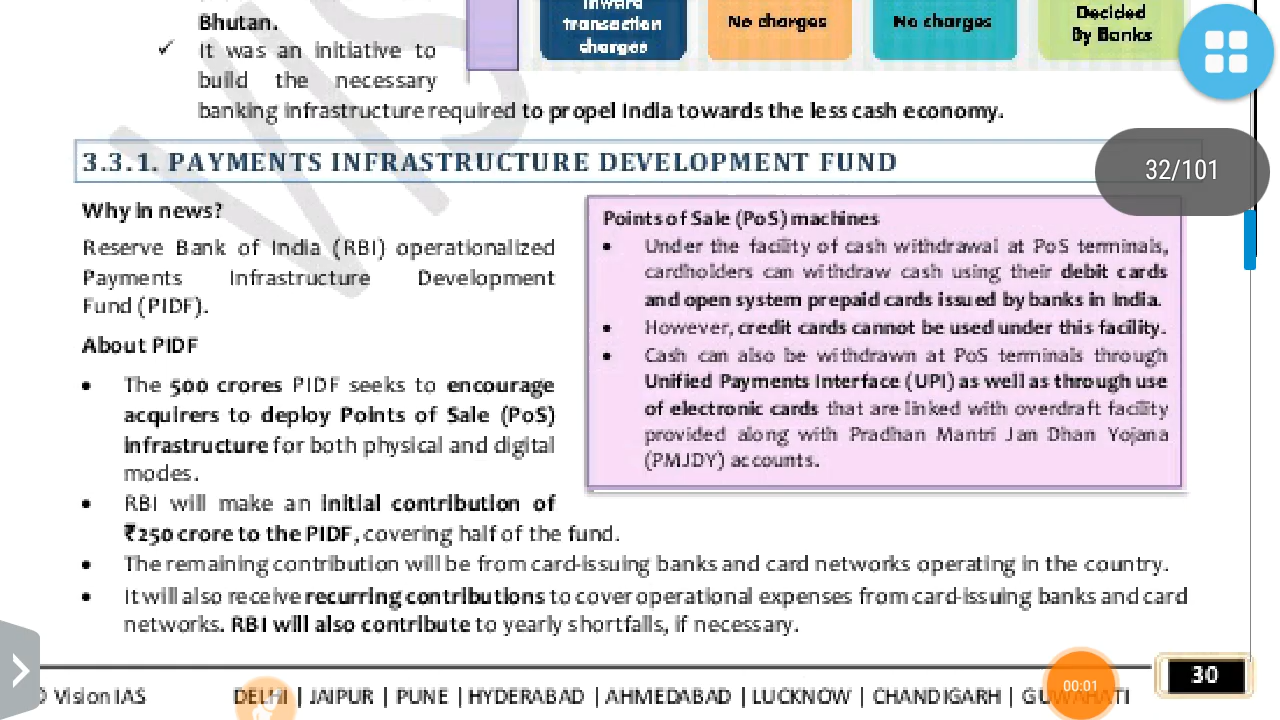 Bhutan.
✓ It was an initiative to
build the necessary
banking infrastructure required to propel India towards the less cash economy.
Inward
transaction
charges
No charges
No charges
Decided
By Banks
32/101
3.3.1. PAYMENTS INFRASTRUCTURE DEVELOPMENT FUND
Why in news?
Reserve Bank of India (RBI) operationalized
Payments Infrastructure Development
Fund (PIDF).
About PIDF
• The 500 crores PIDF seeks to encourage
acquirers to deploy Points of Sale (PoS)
infrastructure for both physical and digital
modes.
• RBI will make an initial contribution of
₹250 crore to the PIDF, covering half of the fund.
• The remaining contribution will be from card-issuing banks and card networks operating in the country.
• It will also receive recurring contributions to cover operational expenses from card-issuing banks and card
networks. RBI will also contribute to yearly shortfalls, if necessary.
Points of Sale (PoS) machines
• Under the facility of cash withdrawal at PoS terminals,
cardholders can withdraw cash using their debit cards
and open system prepaid cards issued by banks in India.
• However, credit cards cannot be used under this facility.
• Cash can also be withdrawn at PoS terminals through
Unified Payments Interface (UPI) as well as through use
of electronic cards that are linked with overdraft facility
provided along with Pradhan Mantri Jan Dhan Yojana
(PMJDY) accounts.
VIS
© Vision IAS
DELHI | JAIPUR | PUNE | HYDERABAD | AHMEDABAD | LUCKNOW | CHANDIGARH | GUWAHATI
00:01
30